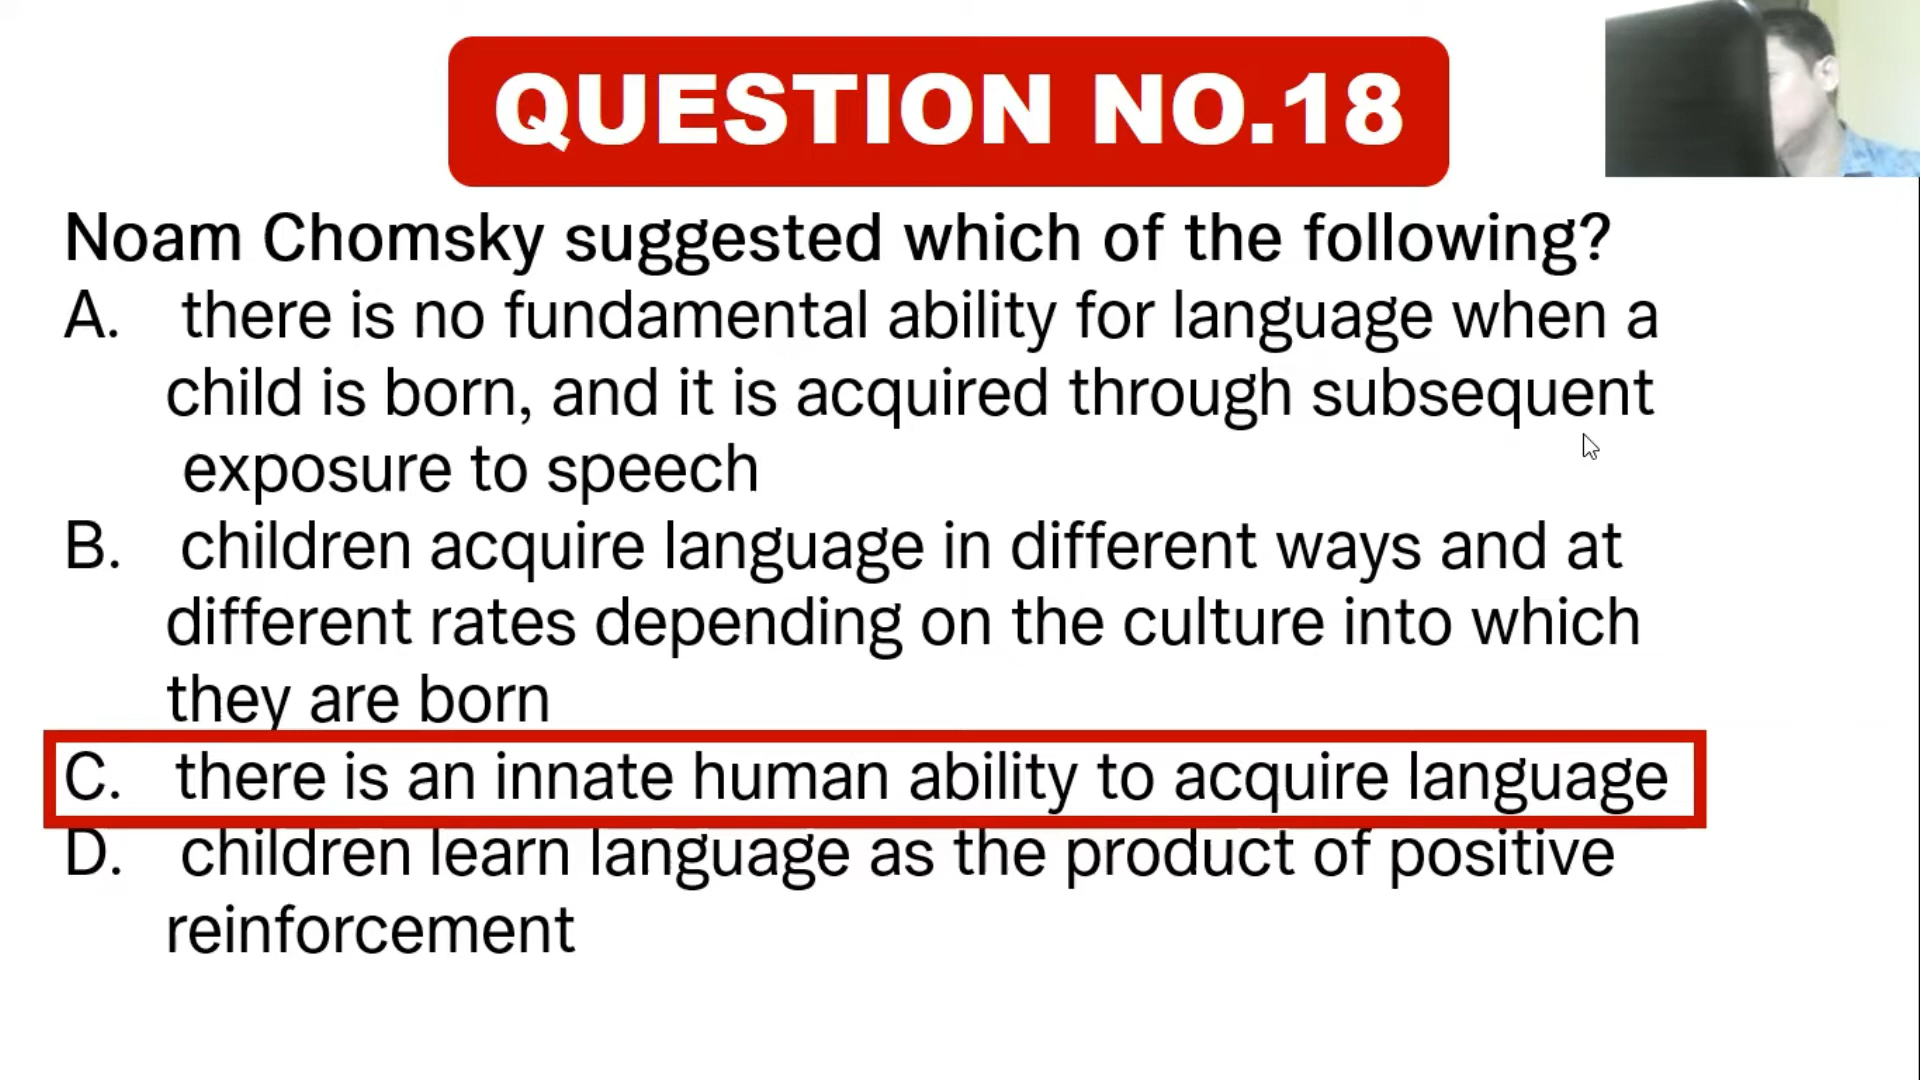 QUESTION NO.18
Noam Chomsky suggested which of the following?
A. there is no fundamental ability for language when a
child is born, and it is acquired through subsequent
exposure to speech
B. children acquire language in different ways and at
different rates depending on the culture into which
they are born
C. there is an innate human ability to acquire language
D. children learn language as the product of positive
reinforcement